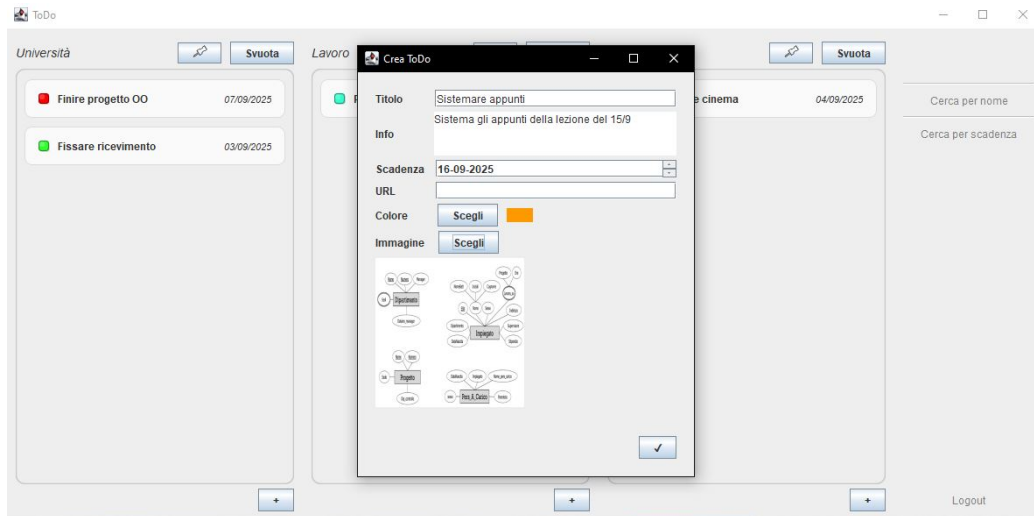 ToDo
Università
Svuota
Lavoro
Svuota
Finire progetto OO 07/09/2025
Fissare ricevimento 03/09/2025
e cinema 04/09/2025
Cerca per nome
Cerca per scadenza
Crea ToDo
Titolo Sistemare appunti
Info Sistema gli appunti della lezione del 15/9
Scadenza 16-09-2025
URL
Colore Scegli
Immagine Scegli
Dipartimento
Impiegato
Progetto
Pers_A_Carico
✓
+
+
+
Logout